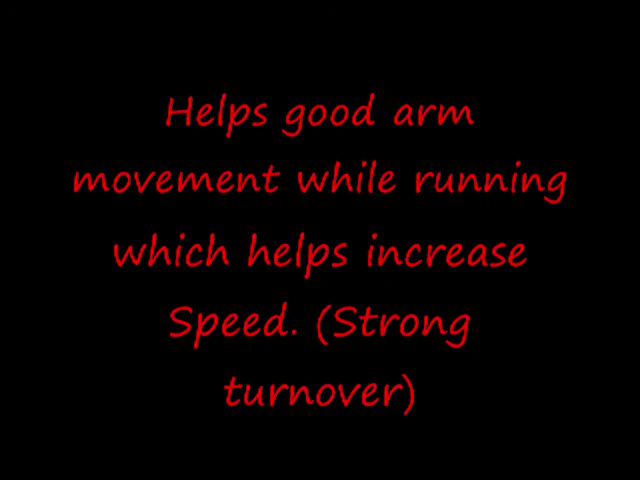 Helps good arm
movement while running
which helps increase
Speed. (Strong
turnover)